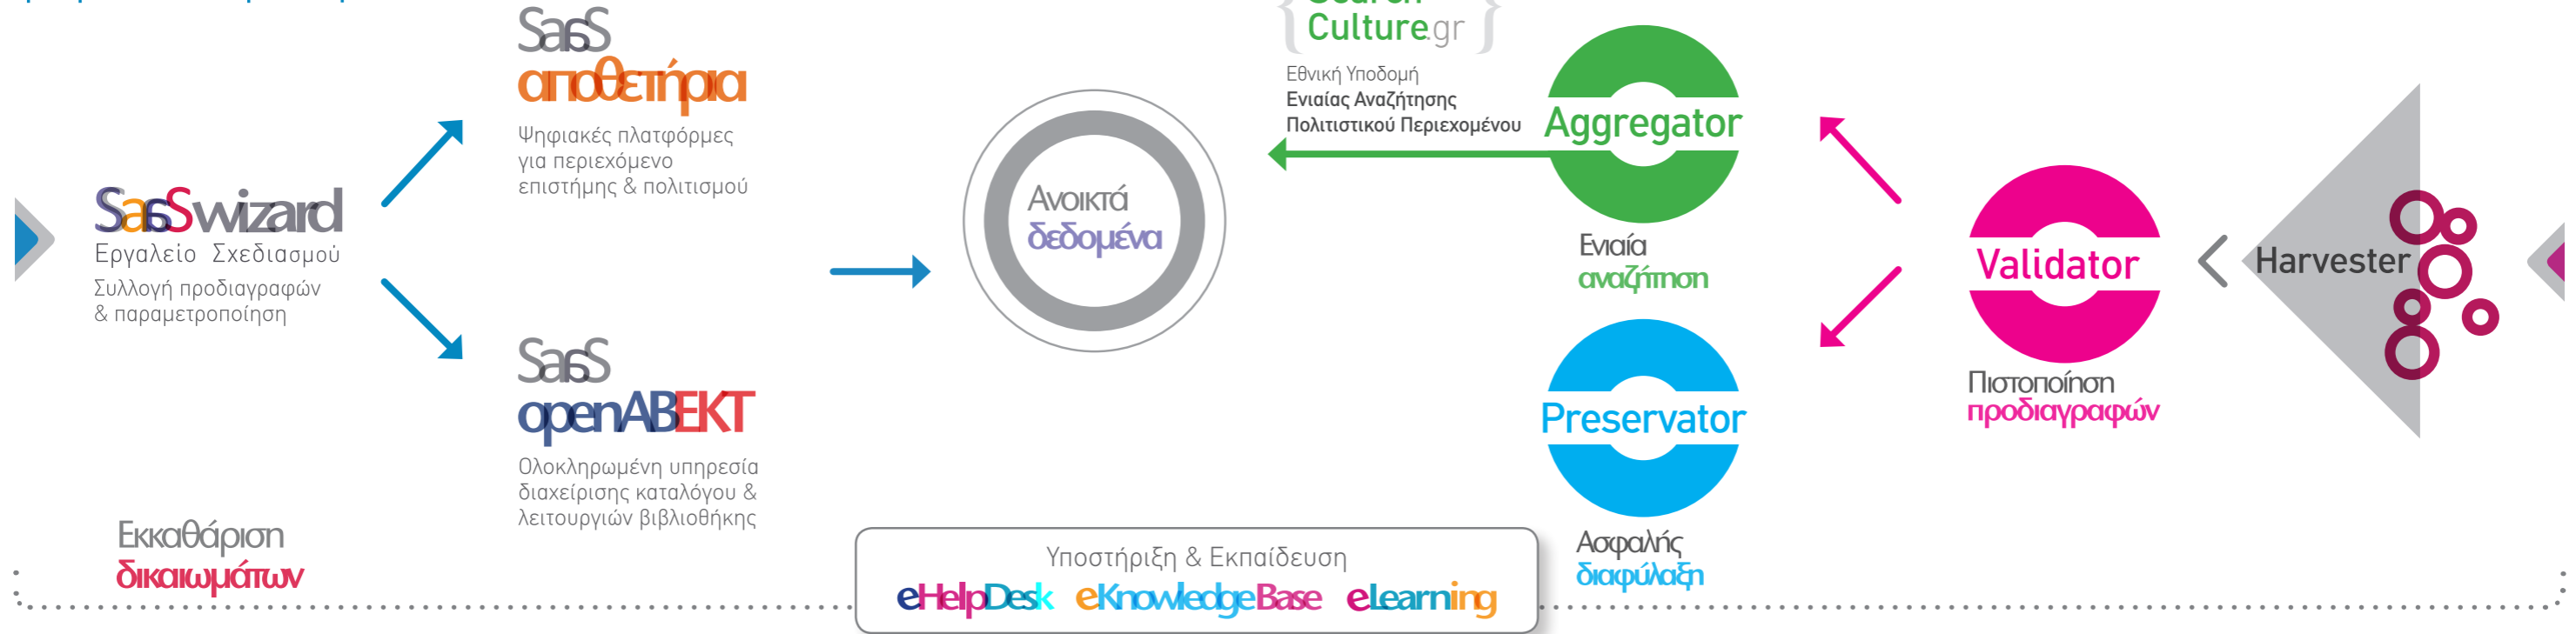 SaaS wizard
Εργαλείο Σχεδιασμού
Συλλογή προδιαγραφών
& παραμετροποίηση
Εκκαθάριση
δικαιωμάτων
SaaS
αποθετήρια
Ψηφιακές πλατφόρμες
για περιεχόμενο
επιστήμης & πολιτισμού
SaaS
openABEKT
Ολοκληρωμένη υπηρεσία
διαχείρισης καταλόγου &
λειτουργιών βιβλιοθήκης
Ανοικτά
δεδομένα
Culture.gr
Εθνική Υποδομή
Ενιαίας Αναζήτησης
Πολιτιστικού Περιεχομένου
Aggregator
Ενιαία
αναζήτηση
Preservator
Ασφαλής
διαφύλαξη
Validator
Πιστοποίηση
προδιαγραφών
Harvester
Υποστήριξη & Εκπαίδευση
eHelpDesk eKnowledgeBase eLearning